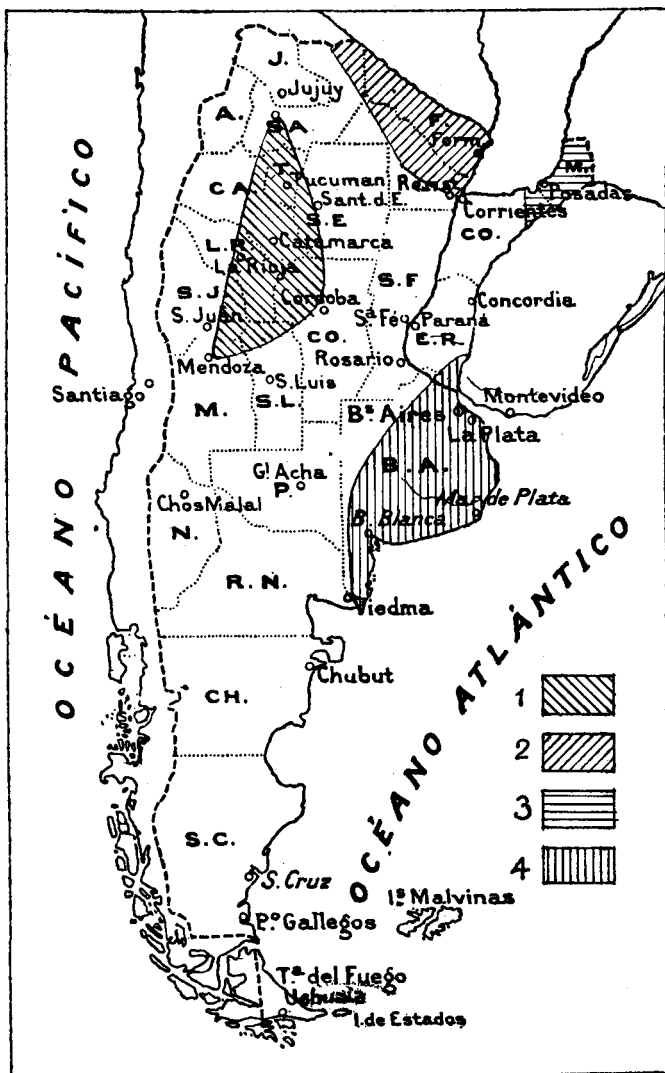 J.
Jujuy
A.
S.A
F.
Form.
OCÉANO PACÍFICO
T.
Tucuman
CA.
Sant. d. E.
S.E
Corrientes
M.
Posadas
CO.
L.R.
Catamarca
La Rioja
S.J
S.F
Concordia
Córdoba
S. Juan
CO.
Sª Fé
Paraná
E.R
Rosario
Mendoza
Santiago
S. Luis
S.L.
M.
Montevideo
Bˢ Aires
La Plata
B.A.
Gˡ Acha
P.
Chos Malal
Mar de Plata
B. Blanca
N.
R.N.
Viedma
OCÉANO ATLÁNTICO
Chubut
CH.
1
2
3
4
S.C.
S. Cruz
Iˢ Malvinas
Pº Gallegos
Tª del Fuego
Ushuaia
I. de Estados